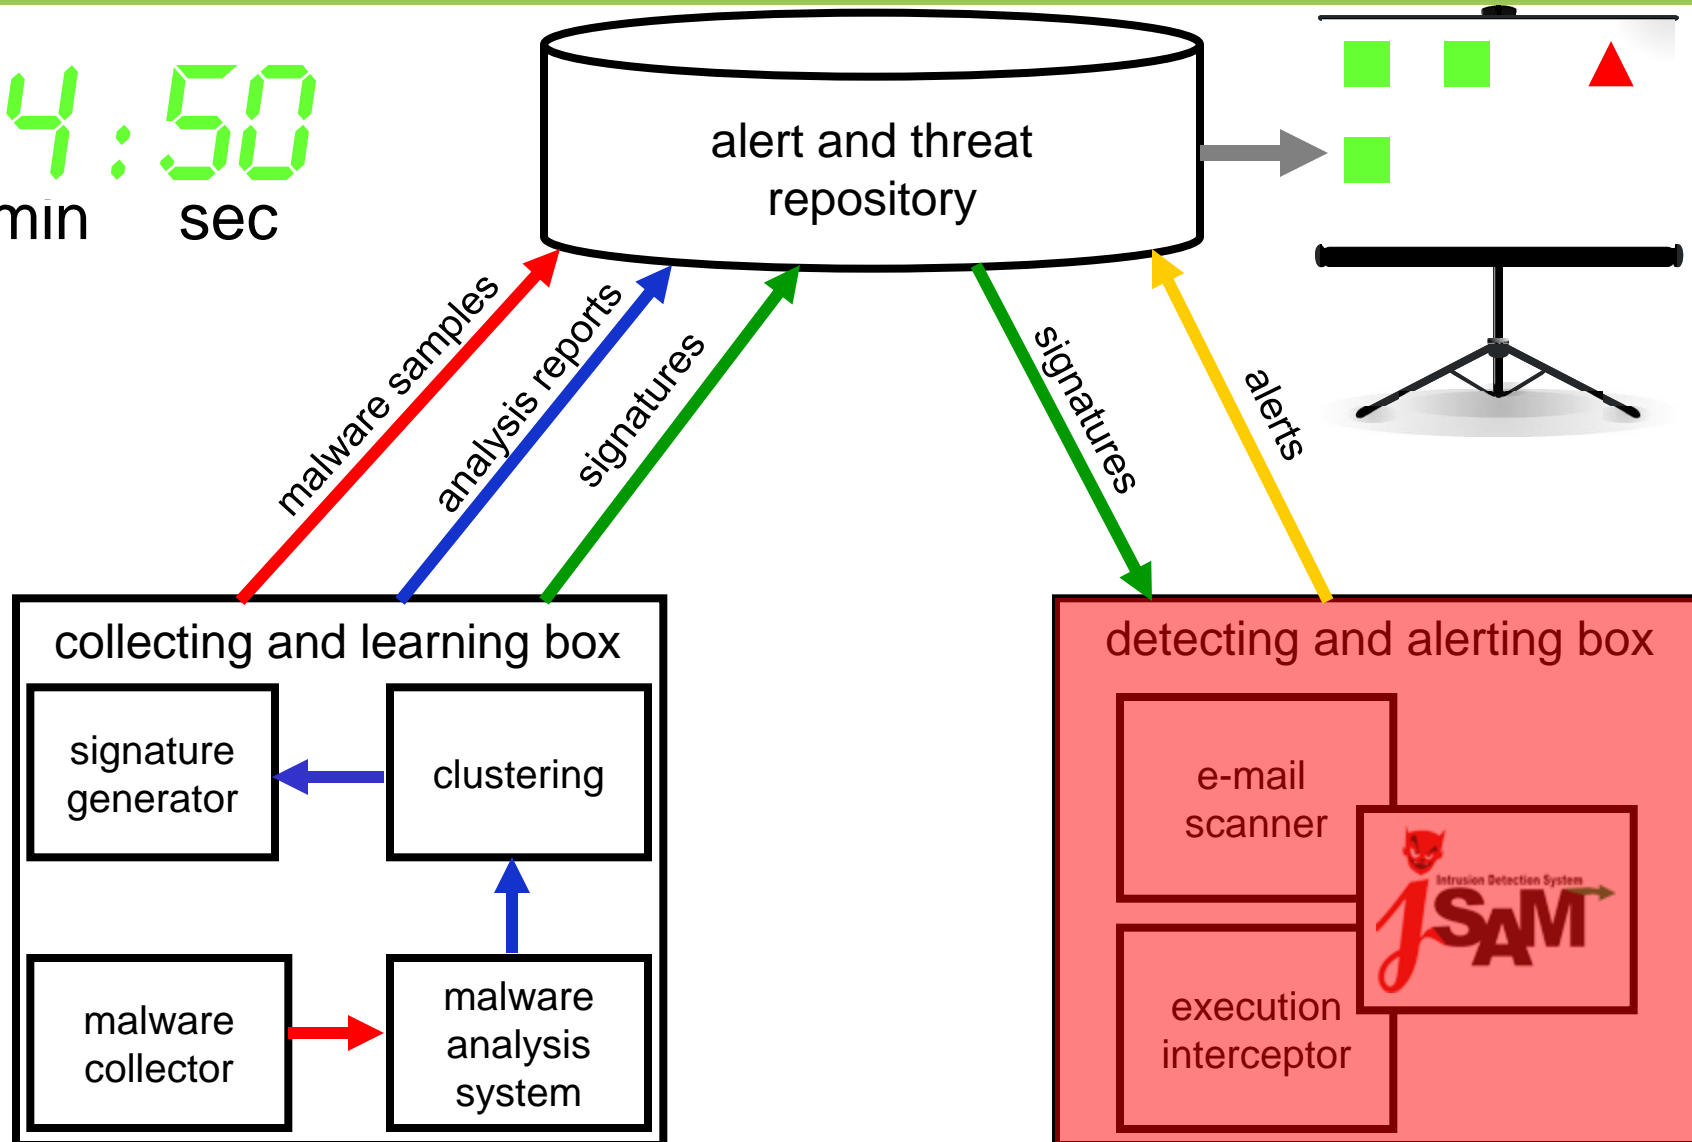 4:50
min sec
alert and threat
repository
malware samples
analysis reports
signatures
signatures
alerts
collecting and learning box
signature
generator
clustering
malware
collector
malware
analysis
system
detecting and alerting box
e-mail
scanner
Intrusion Detection System
jSAM
execution
interceptor